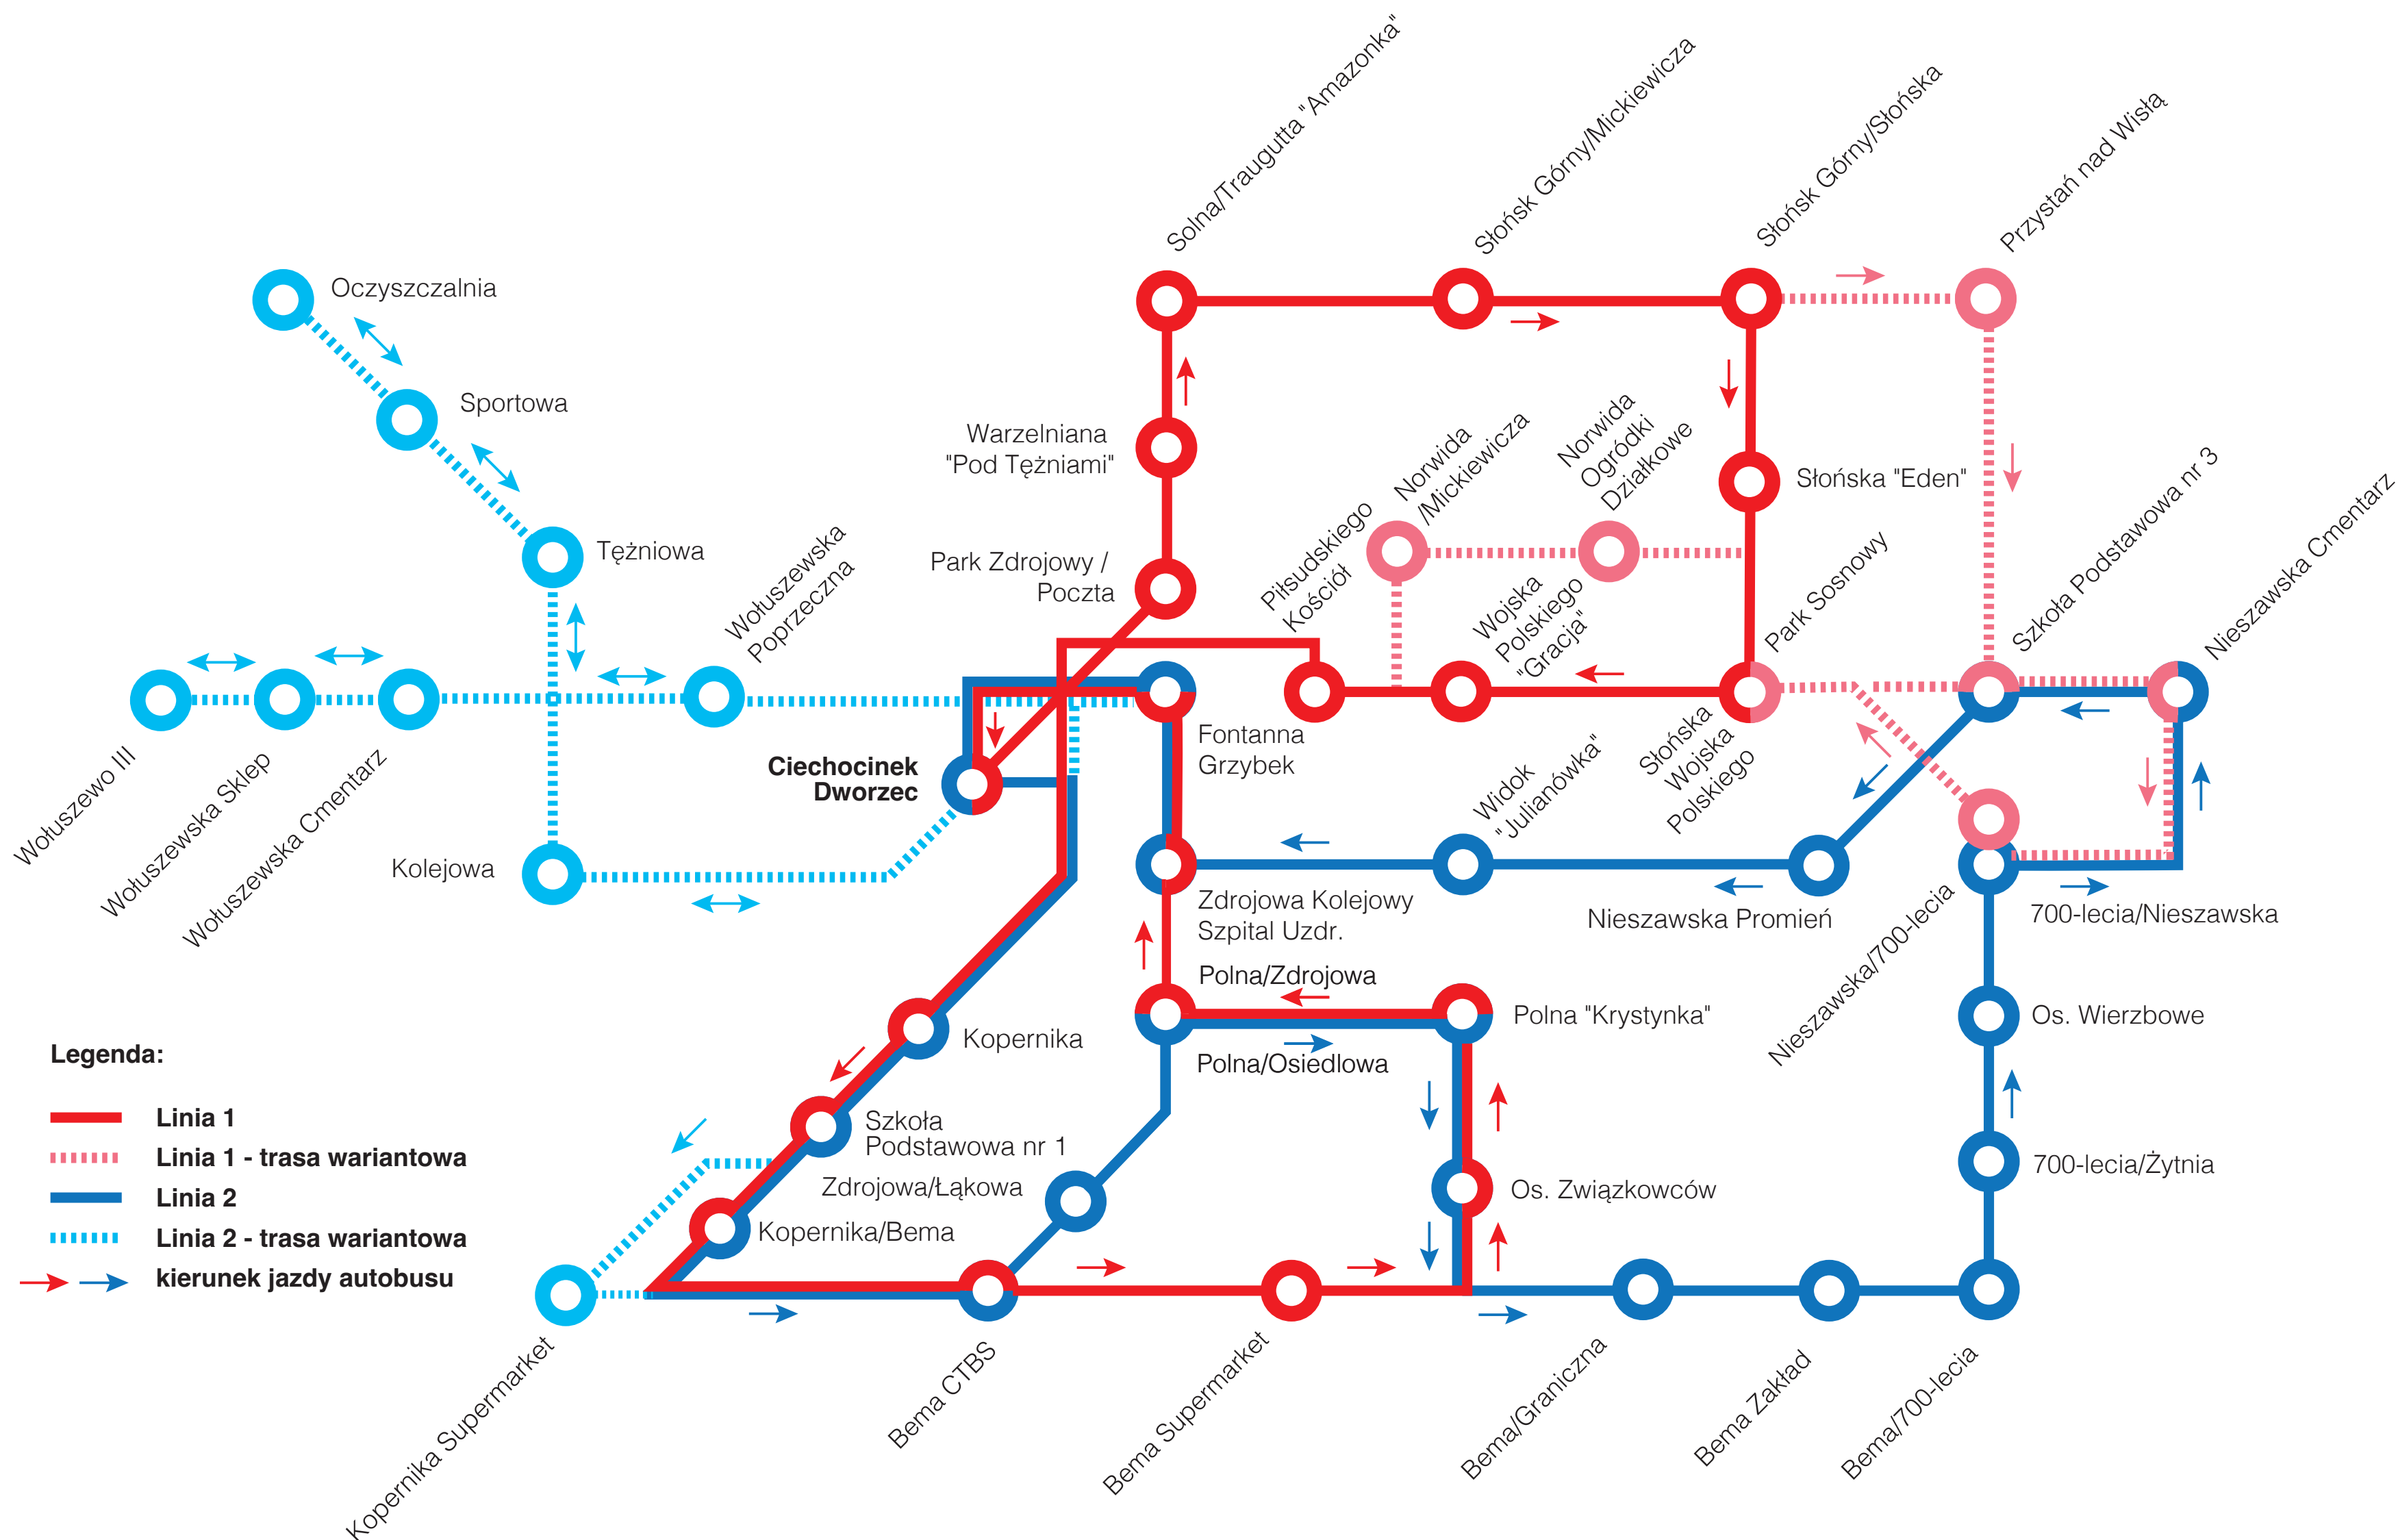 Solna/Traugutta "Amazonka"
Słońsk Górny/Mickiewicza
Słońsk Górny/Słońska
Przystań nad Wisłą
Oczyszczalnia
Sportowa
Tężniowa
Wołuszewska
Poprzeczna
Warzelniana
"Pod Tężniami"
Park Zdrojowy /
Poczta
Piłsudskiego
Kościół
Norwida
/Mickiewicza
Norwida
Ogródki
Działkowe
Wojska
Polskiego
"Gracja"
Słońska "Eden"
Park Sosnowy
Szkoła Podstawowa nr 3
Nieszawska Cmentarz
Wołuszewo III
Wołuszewska Sklep
Wołuszewska Cmentarz
Kolejowa
Ciechocinek
Dworzec
Fontanna
Grzybek
Widok
"Julianówka"
Słońska
Wojska
Polskiego
Zdrojowa Kolejowy
Szpital Uzdr.
Nieszawska Promień
Nieszawska/700-lecia
700-lecia/Nieszawska
Polna/Zdrojowa
Polna "Krystynka"
Os. Wierzbowe
Kopernika
Polna/Osiedlowa
Szkoła
Podstawowa nr 1
Zdrojowa/Łąkowa
Os. Związkowców
700-lecia/Żytnia
Kopernika/Bema
Kopernika Supermarket
Bema CTBS
Bema Supermarket
Bema/Graniczna
Bema Zakład
Bema/700-lecia
Legenda:
Linia 1
Linia 1 - trasa wariantowa
Linia 2
Linia 2 - trasa wariantowa
kierunek jazdy autobusu